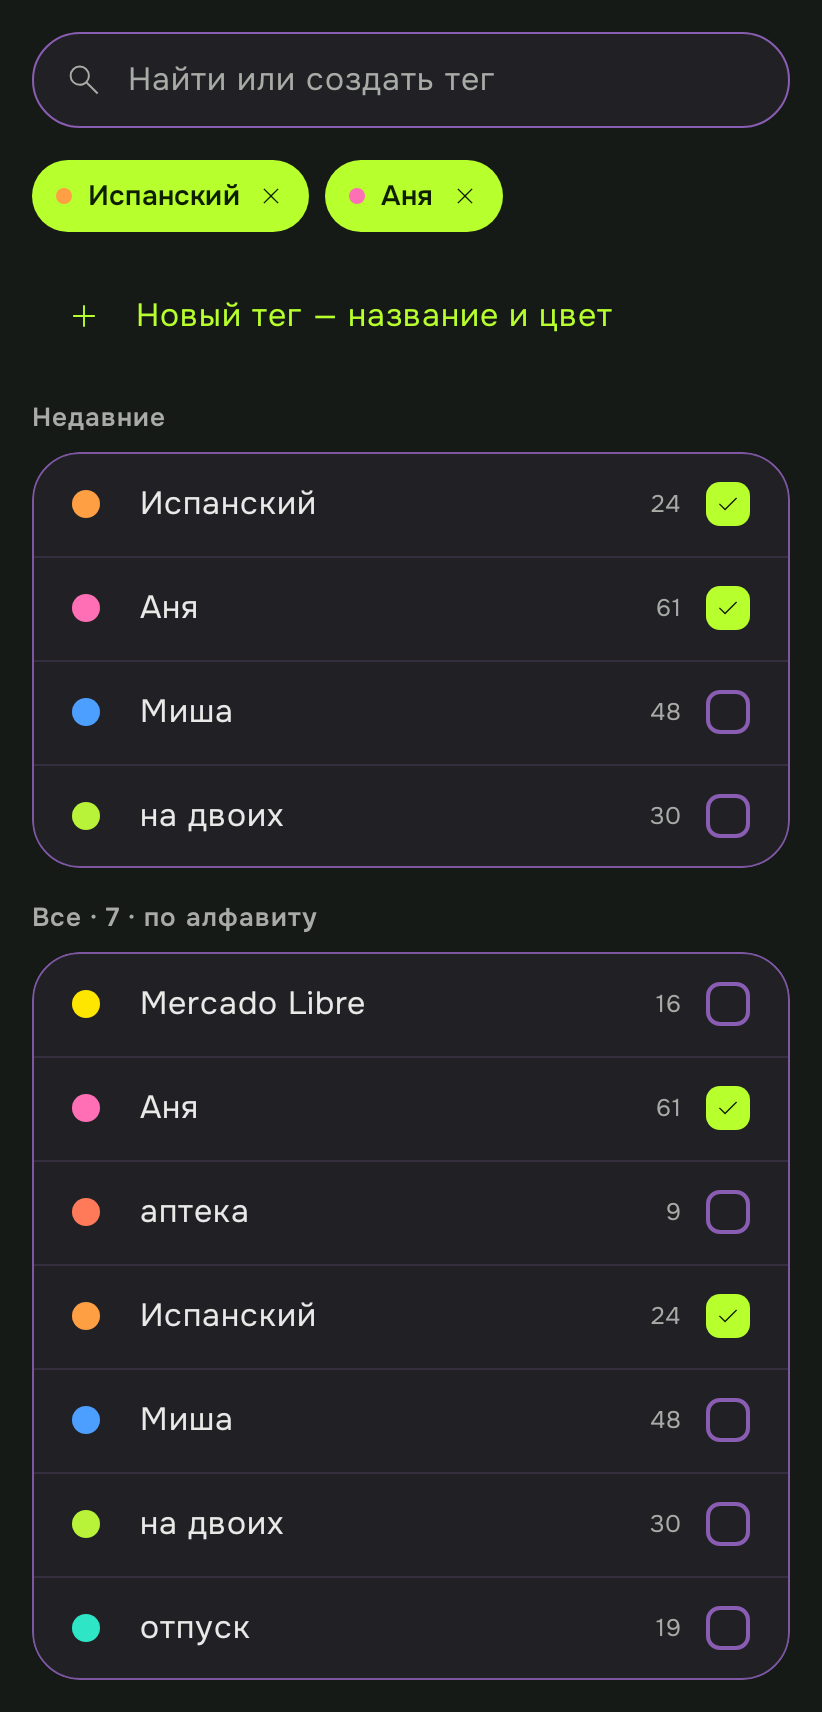 Найти или создать тег
Испанский Аня
Новый тег — название и цвет
Недавние
Испанский 24
Аня 61
Миша 48
на двоих 30
Все · 7 · по алфавиту
Mercado Libre 16
Аня 61
аптека 9
Испанский 24
Миша 48
на двоих 30
отпуск 19